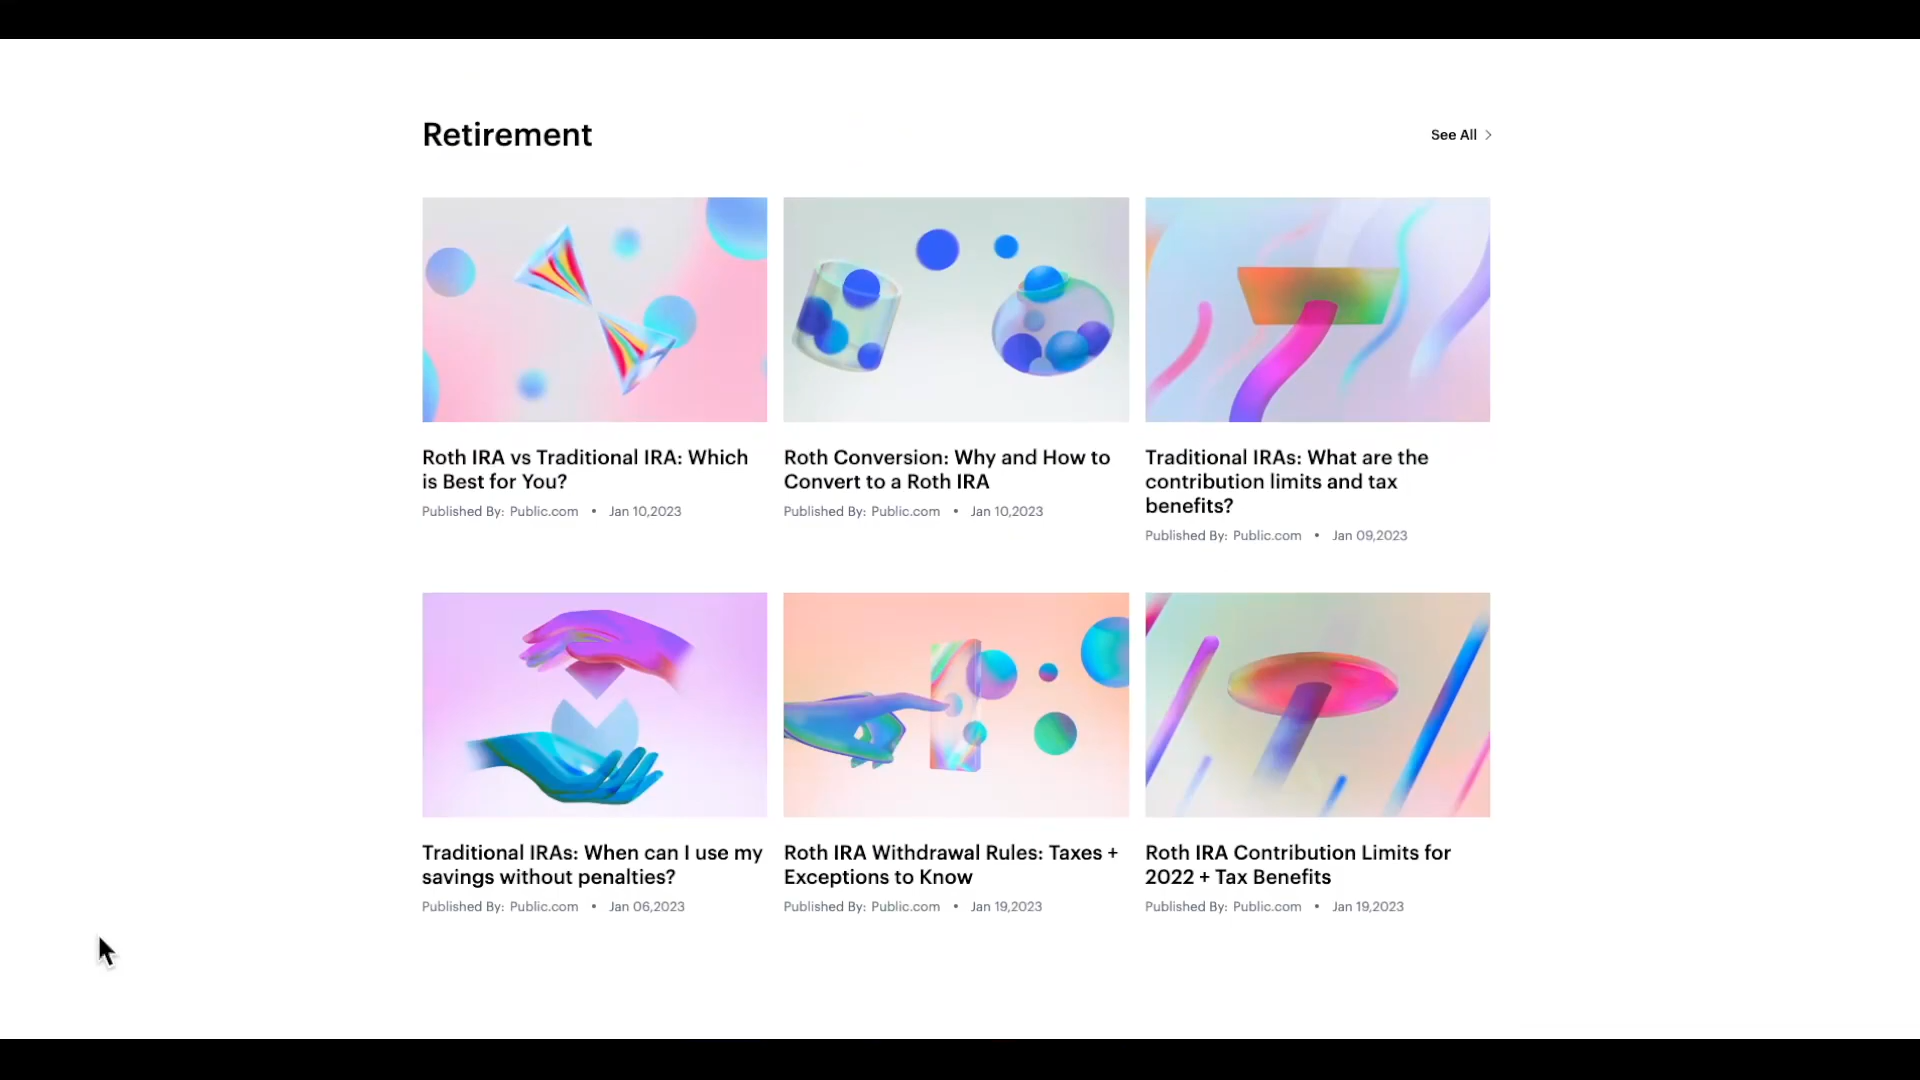 Retirement
See All
Roth IRA vs Traditional IRA: Which
is Best for You?
Published By: Public.com • Jan 10,2023
Roth Conversion: Why and How to
Convert to a Roth IRA
Published By: Public.com • Jan 10,2023
Traditional IRAs: What are the
contribution limits and tax
benefits?
Published By: Public.com • Jan 09,2023
Traditional IRAs: When can I use my
savings without penalties?
Published By: Public.com • Jan 06,2023
Roth IRA Withdrawal Rules: Taxes +
Exceptions to Know
Published By: Public.com • Jan 19,2023
Roth IRA Contribution Limits for
2022 + Tax Benefits
Published By: Public.com • Jan 19,2023